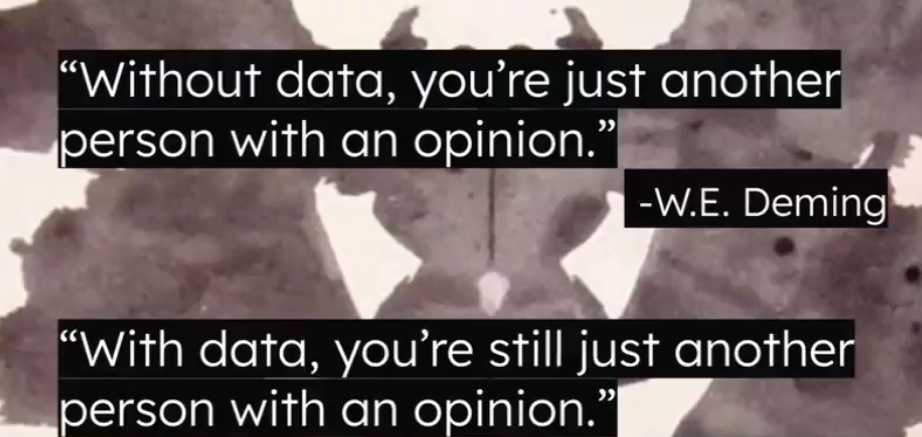 “Without data, you’re just another
person with an opinion.”
-W.E. Deming
“With data, you’re still just another
person with an opinion.”